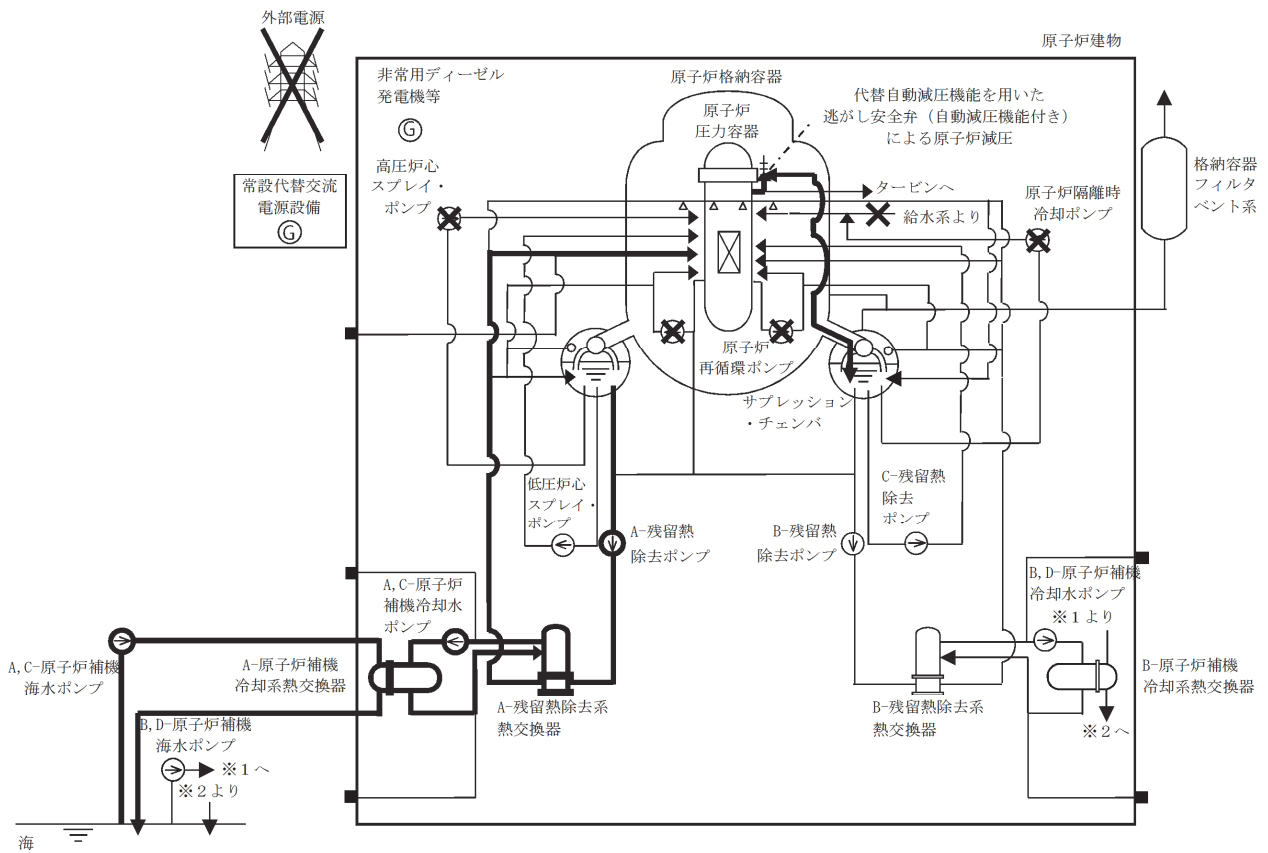 外部電源
原子炉建物
非常用ディーゼル
発電機等
G
原子炉格納容器
原子炉
圧力容器
代替自動減圧機能を用いた
逃がし安全弁（自動減圧機能付き）
による原子炉減圧
常設代替交流
電源設備
G
高圧炉心
スプレイ・
ポンプ
タービンへ
給水系より
原子炉隔離時
冷却ポンプ
格納容器
フィルタ
ベント系
原子炉
再循環ポンプ
サプレッション
・チェンバ
低圧炉心
スプレイ・
ポンプ
A-残留熱
除去ポンプ
B-残留熱
除去ポンプ
C-残留熱
除去
ポンプ
A,C-原子炉
補機冷却水
ポンプ
B,D-原子炉補機
冷却水ポンプ
※１より
A,C-原子炉補機
海水ポンプ
A-原子炉補機
冷却系熱交換器
A-残留熱除去系
熱交換器
B-残留熱除去系
熱交換器
B-原子炉補機
冷却系熱交換器
※２へ
B,D-原子炉補機
海水ポンプ
※１へ
※２より
海